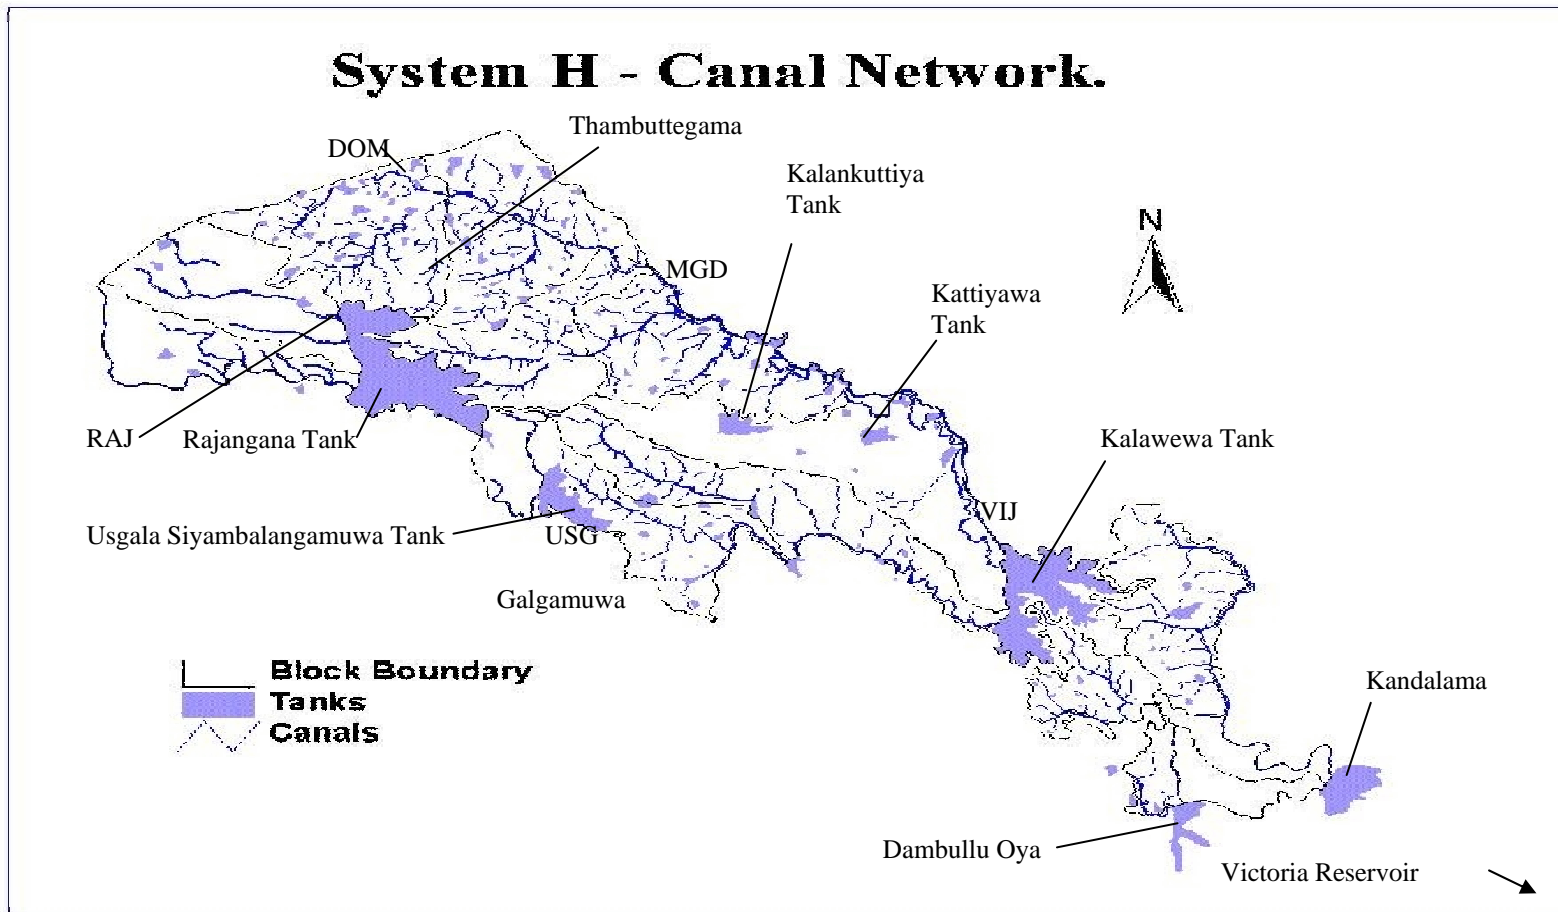 System H - Canal Network.
Thambuttegama
DOM
Kalankuttiya
Tank
N
MGD
Kattiyawa
Tank
RAJ
Rajangana Tank
Kalawewa Tank
VIJ
Usgala Siyambalangamuwa Tank
USG
Galgamuwa
Block Boundary
Tanks
Canals
Kandalama
Dambullu Oya
Victoria Reservoir